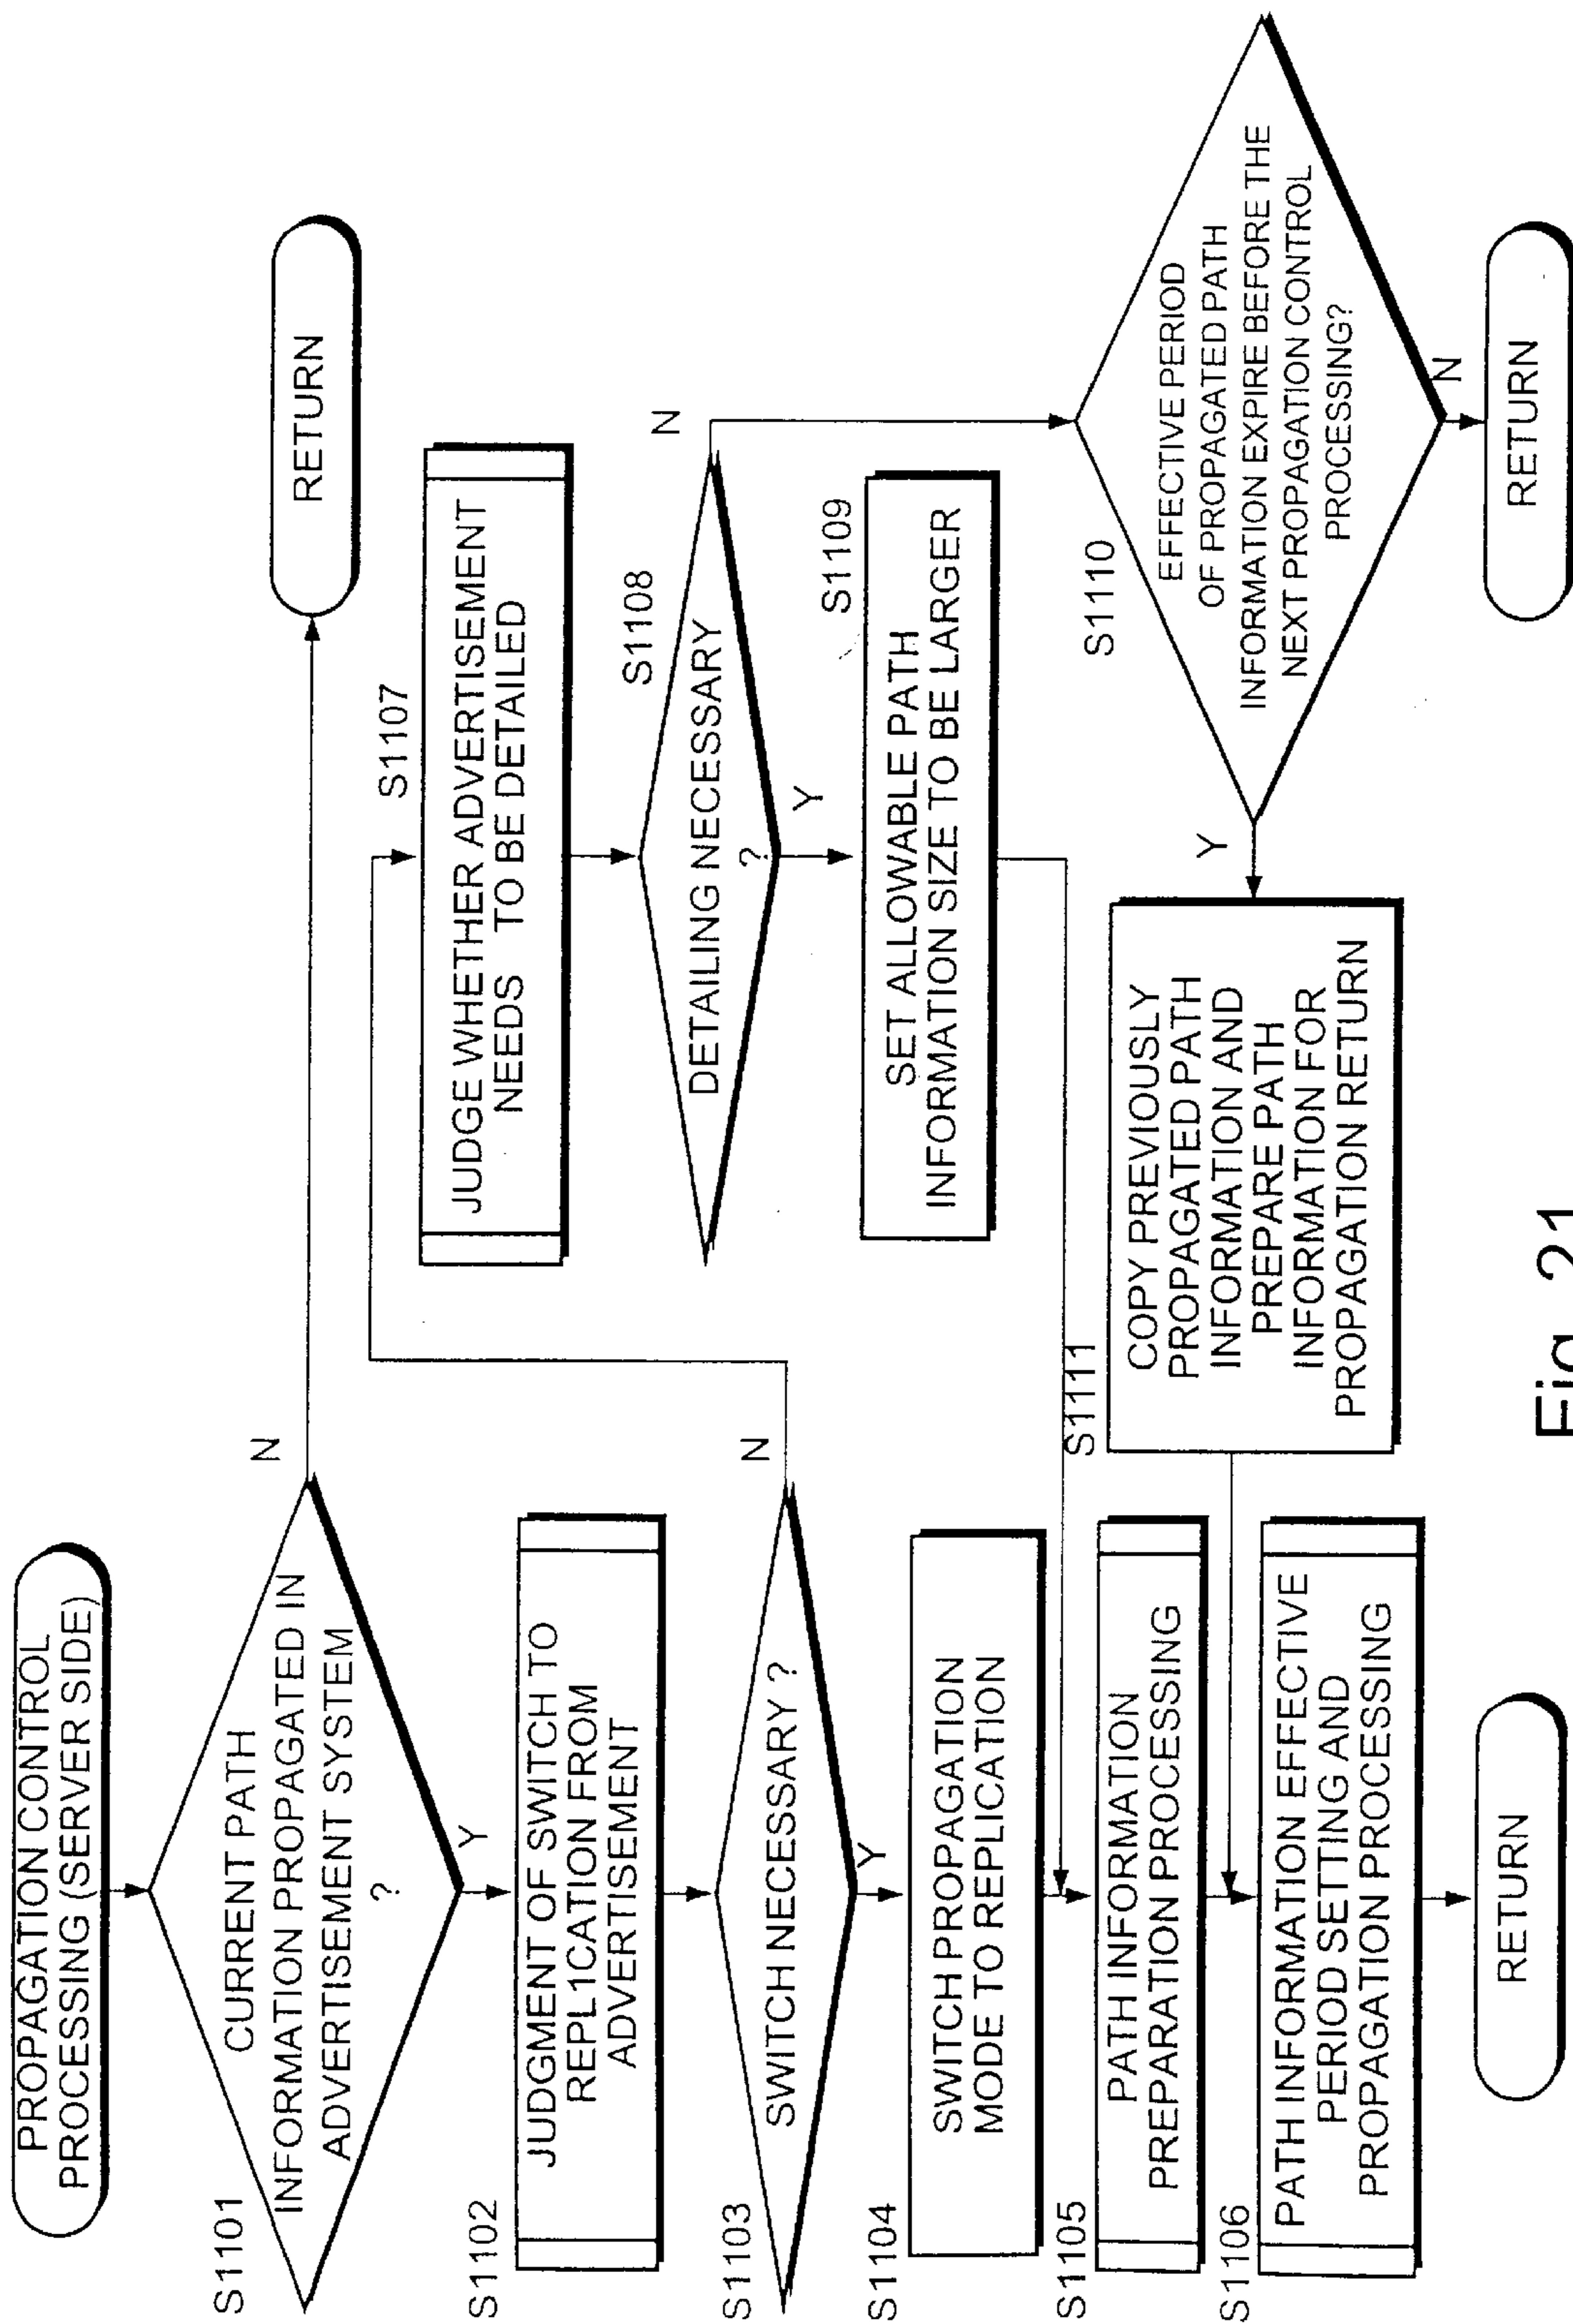 PROPAGATION CONTROL
PROCESSING (SERVER SIDE)
S1101
CURRENT PATH
INFORMATION PROPAGATED IN
ADVERTISEMENT SYSTEM
?
N
RETURN
Y
S1102
JUDGMENT OF SWITCH TO
REPL1CATION FROM
ADVERTISEMENT
S1103
SWITCH NECESSARY ?
N
Y
S1104
SWITCH PROPAGATION
MODE TO REPLICATION
S1105
PATH INFORMATION
PREPARATION PROCESSING
S1106
PATH INFORMATION EFFECTIVE
PERIOD SETTING AND
PROPAGATION PROCESSING
RETURN
S1107
JUDGE WHETHER ADVERTISEMENT
NEEDS TO BE DETAILED
S1108
DETAILING NECESSARY
?
N
Y
S1109
SET ALLOWABLE PATH
INFORMATION SIZE TO BE LARGER
S1110
EFFECTIVE PERIOD
OF PROPAGATED PATH
INFORMATION EXPIRE BEFORE THE
NEXT PROPAGATION CONTROL
PROCESSING?
Y
N
RETURN
S1111
COPY PREVIOUSLY
PROPAGATED PATH
INFORMATION AND
PREPARE PATH
INFORMATION FOR
PROPAGATION RETURN
Fig. 21